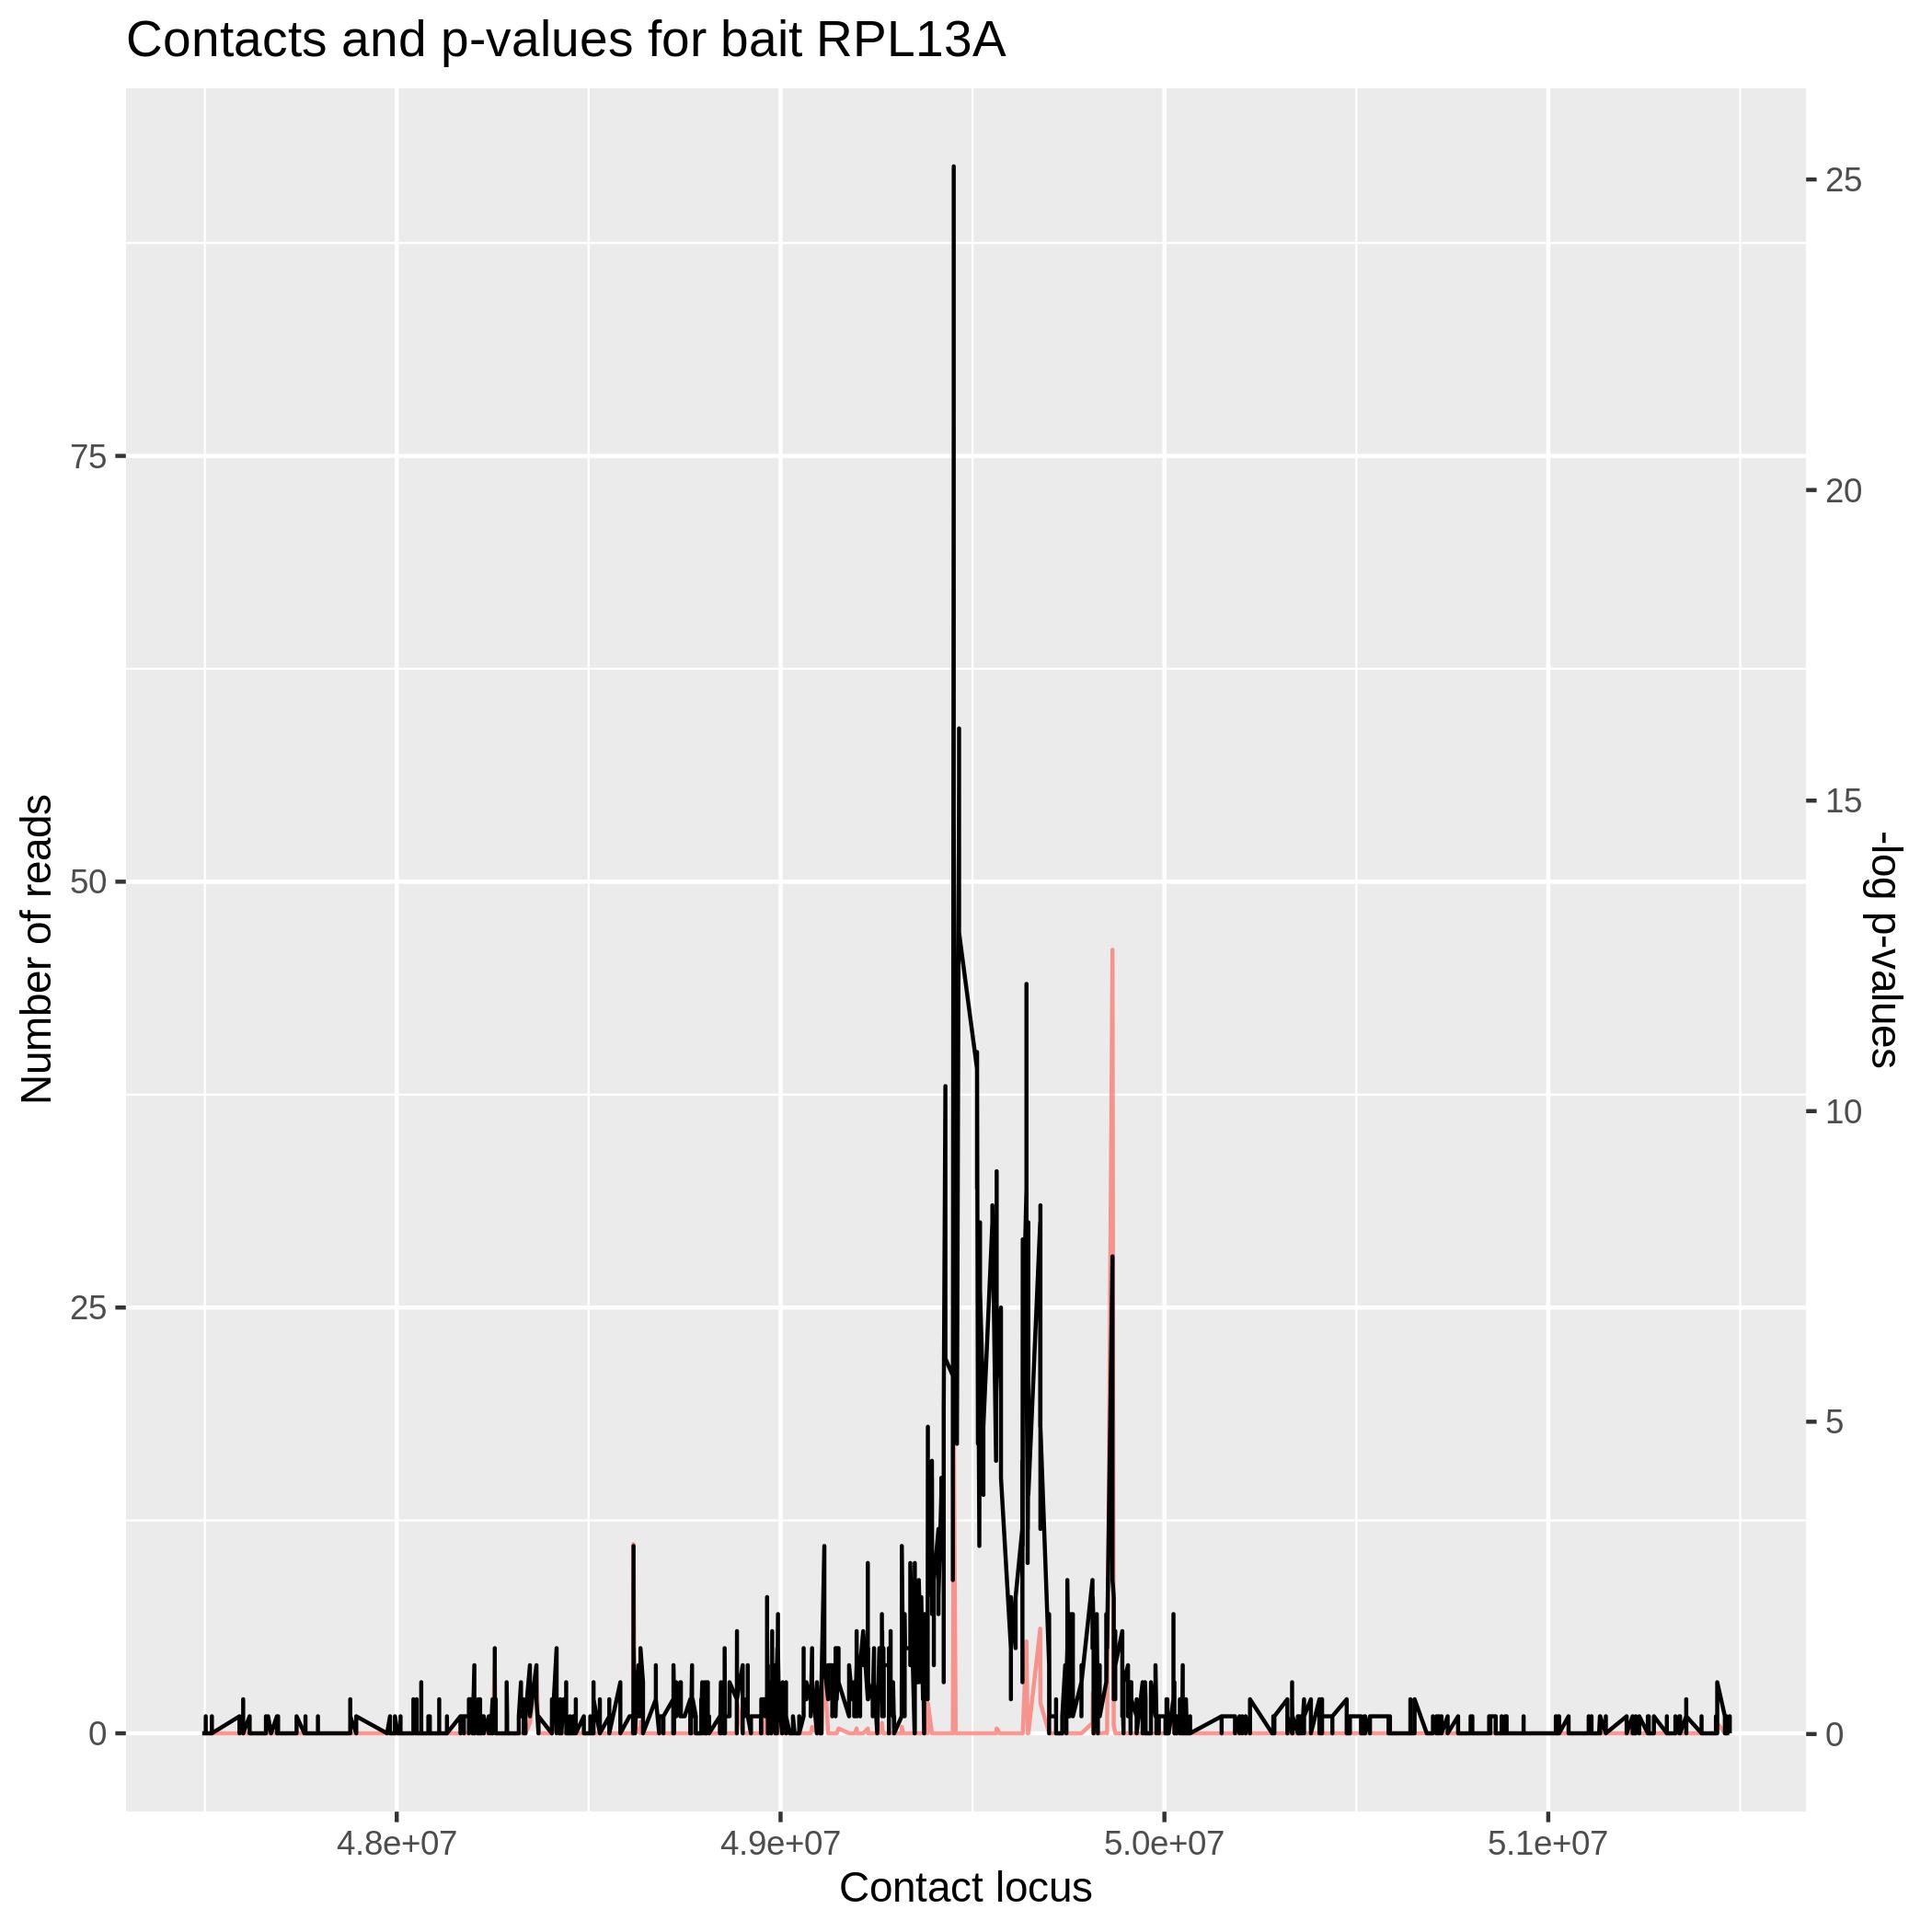 Contacts and p-values for bait RPL13A
Number of reads
75
50
25
0
25
20
15
10
5
0
-log p-values
4.8e+07
4.9e+07
5.0e+07
5.1e+07
Contact locus